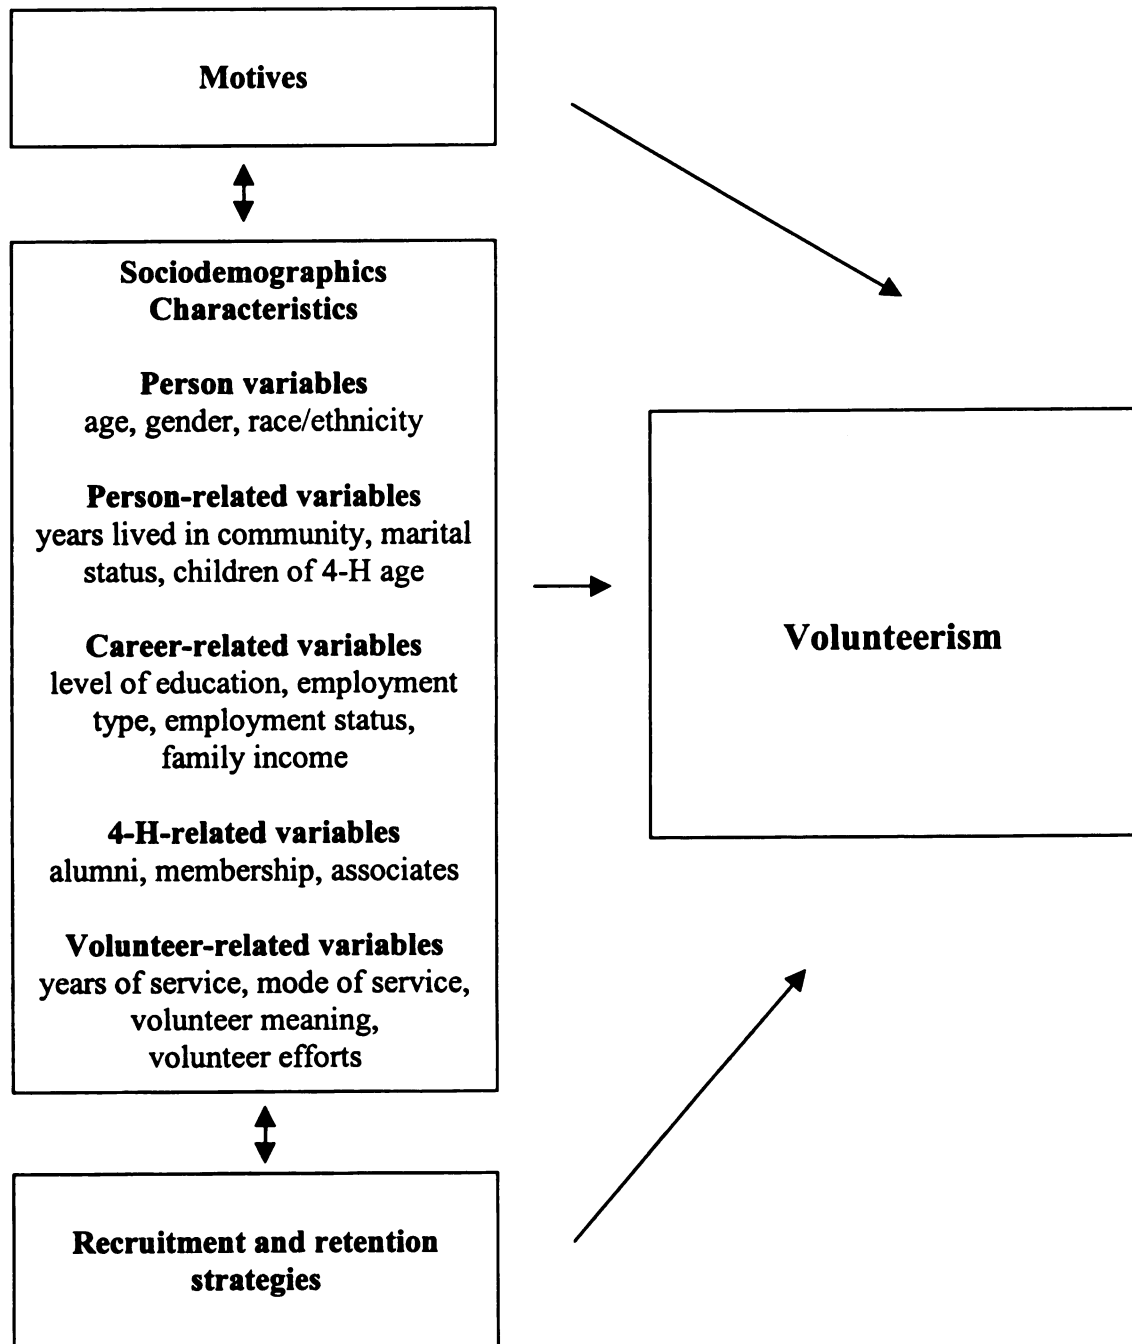 Motives
Sociodemographics
Characteristics
Person variables
age, gender, race/ethnicity
Person-related variables
years lived in community, marital
status, children of 4-H age
Career-related variables
level of education, employment
type, employment status,
family income
4-H-related variables
alumni, membership, associates
Volunteer-related variables
years of service, mode of service,
volunteer meaning,
volunteer efforts
Recruitment and retention
strategies
Volunteerism